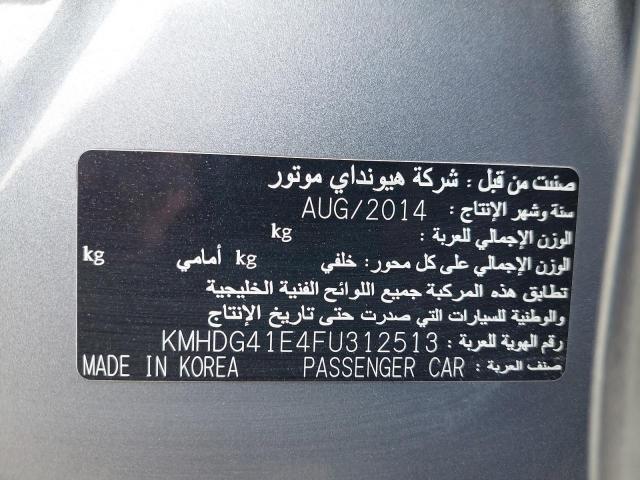 صنعت من قبل : شركة هيونداي موتور
سنة وشهر الإنتاج : AUG/2014
الوزن الإجمالي للعربة : kg
الوزن الإجمالي على كل محور: خلفي kg أمامي kg
تطابق هذه المركبة جميع اللوائح الفنية الخليجية
والوطنية للسيارات التي صدرت حتى تاريخ الإنتاج
رقم الهوية للعربة : KMHDG41E4FU312513
صنف العربة : PASSENGER CAR MADE IN KOREA